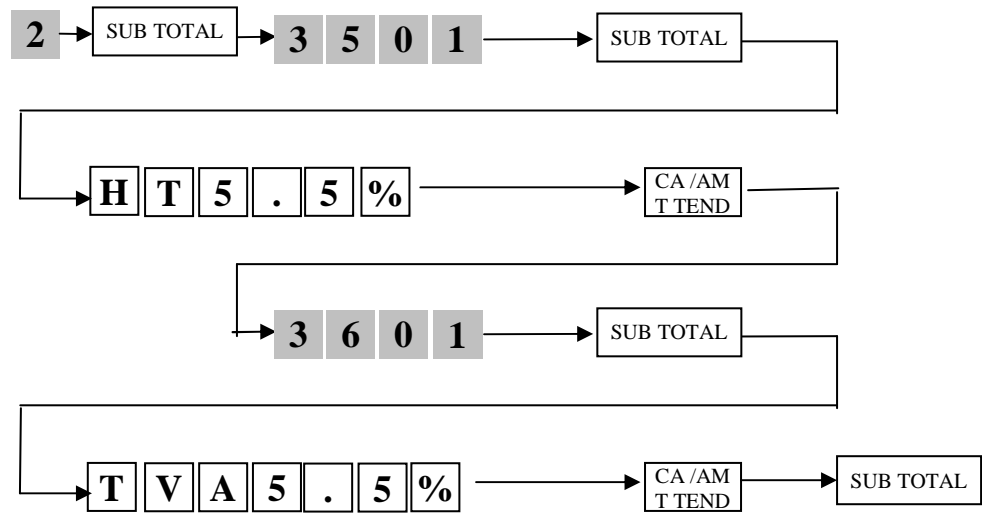 2 SUB TOTAL 3 5 0 1 SUB TOTAL
H T 5 . 5 % CA /AM
T TEND
3 6 0 1 SUB TOTAL
T V A 5 . 5 % CA /AM
T TEND SUB TOTAL